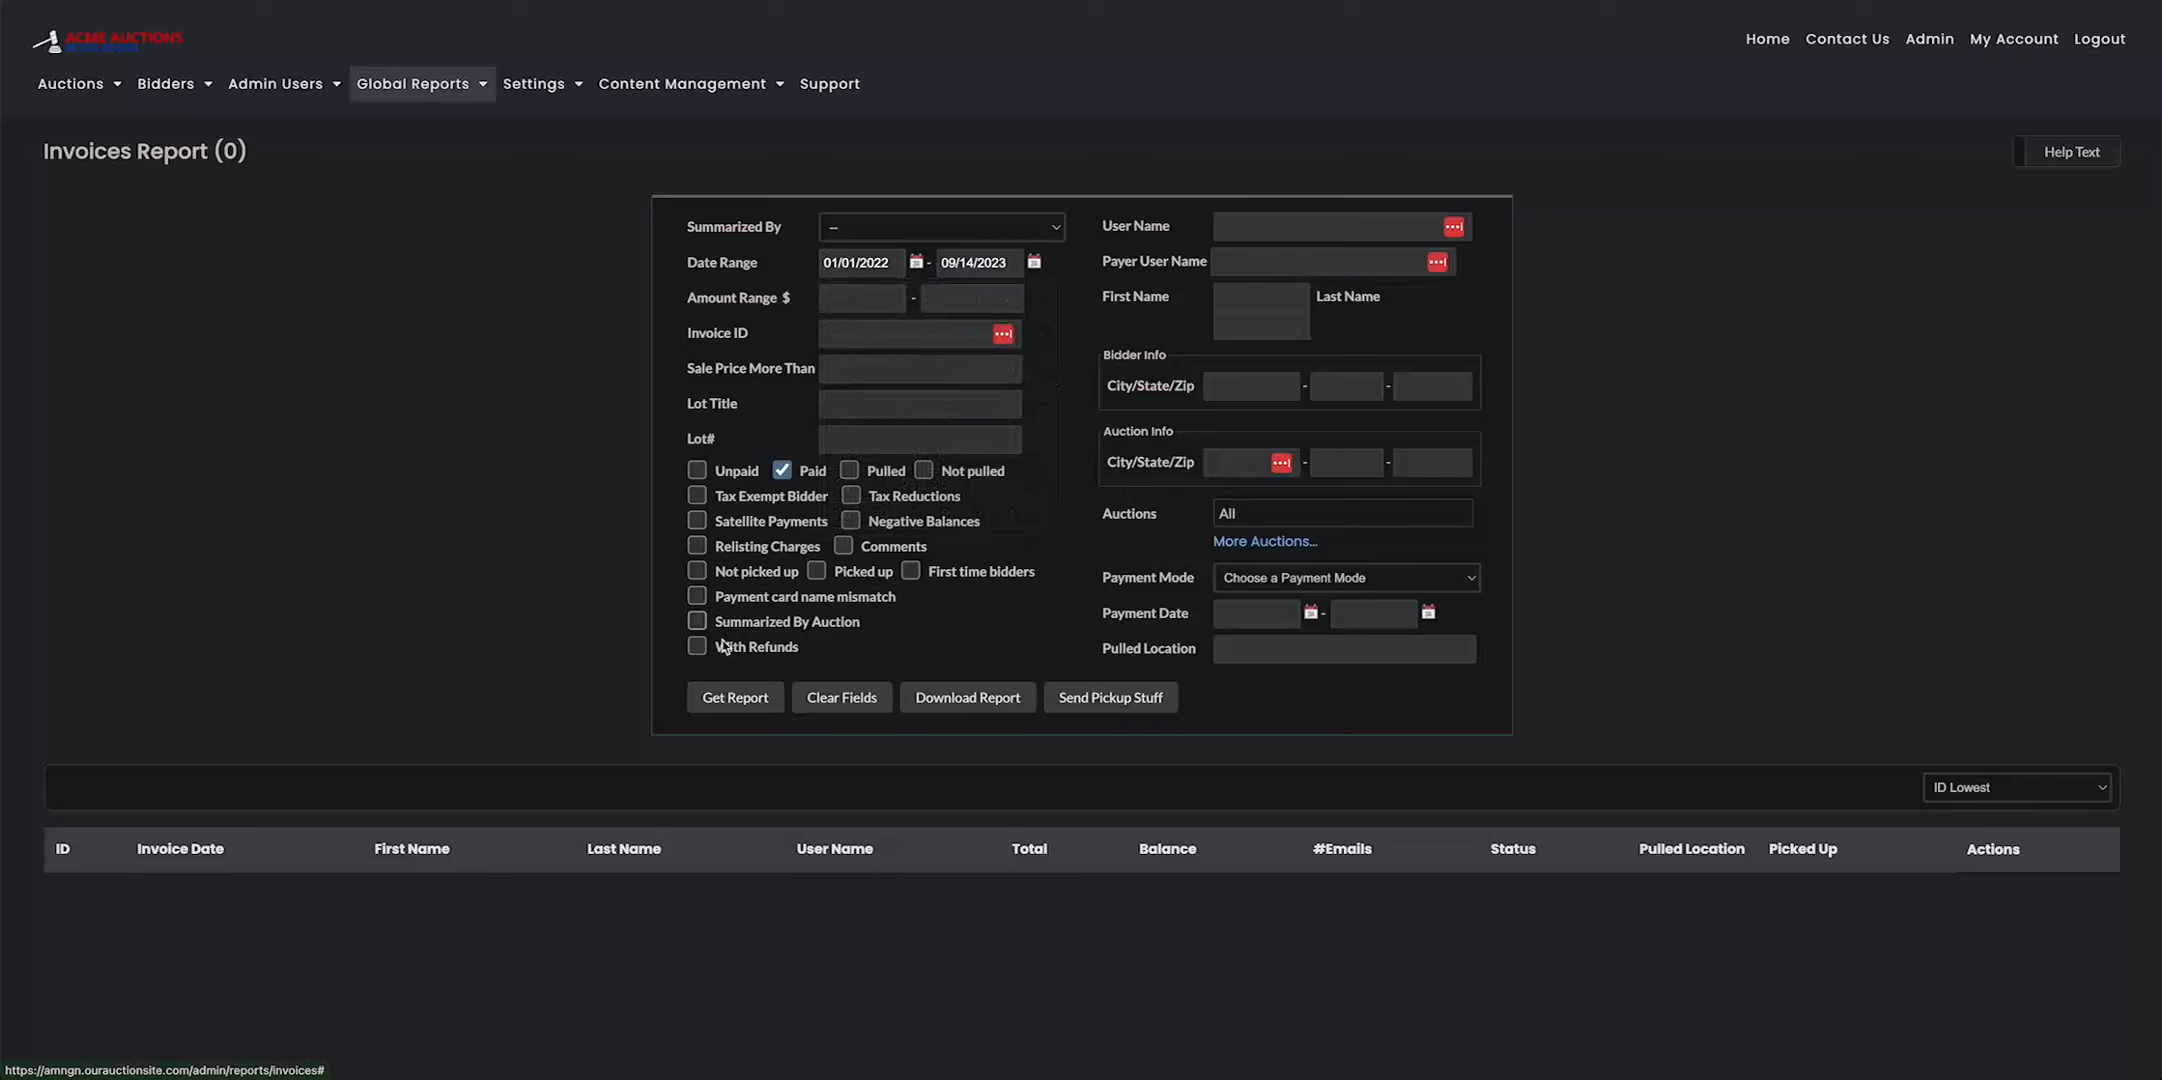 ACME AUCTIONS
Home Contact Us Admin My Account Logout
Auctions Bidders Admin Users Global Reports Settings Content Management Support
Invoices Report (0)
Help Text
Summarized By --
User Name
Date Range 01/01/2022 - 09/14/2023
Payer User Name
Amount Range $ -
First Name Last Name
Invoice ID
Bidder Info
Sale Price More Than
City/State/Zip - -
Lot Title
Auction Info
Lot#
City/State/Zip - -
Unpaid Paid Pulled Not pulled
Tax Exempt Bidder Tax Reductions
Auctions All
Satellite Payments Negative Balances
More Auctions...
Relisting Charges Comments
Not picked up Picked up First time bidders
Payment Mode Choose a Payment Mode
Payment card name mismatch
Payment Date -
Summarized By Auction
With Refunds
Pulled Location
Get Report Clear Fields Download Report Send Pickup Stuff
ID Lowest
ID Invoice Date First Name Last Name User Name Total Balance #Emails Status Pulled Location Picked Up Actions
https://amngn.ourauctionsite.com/admin/reports/invoices#